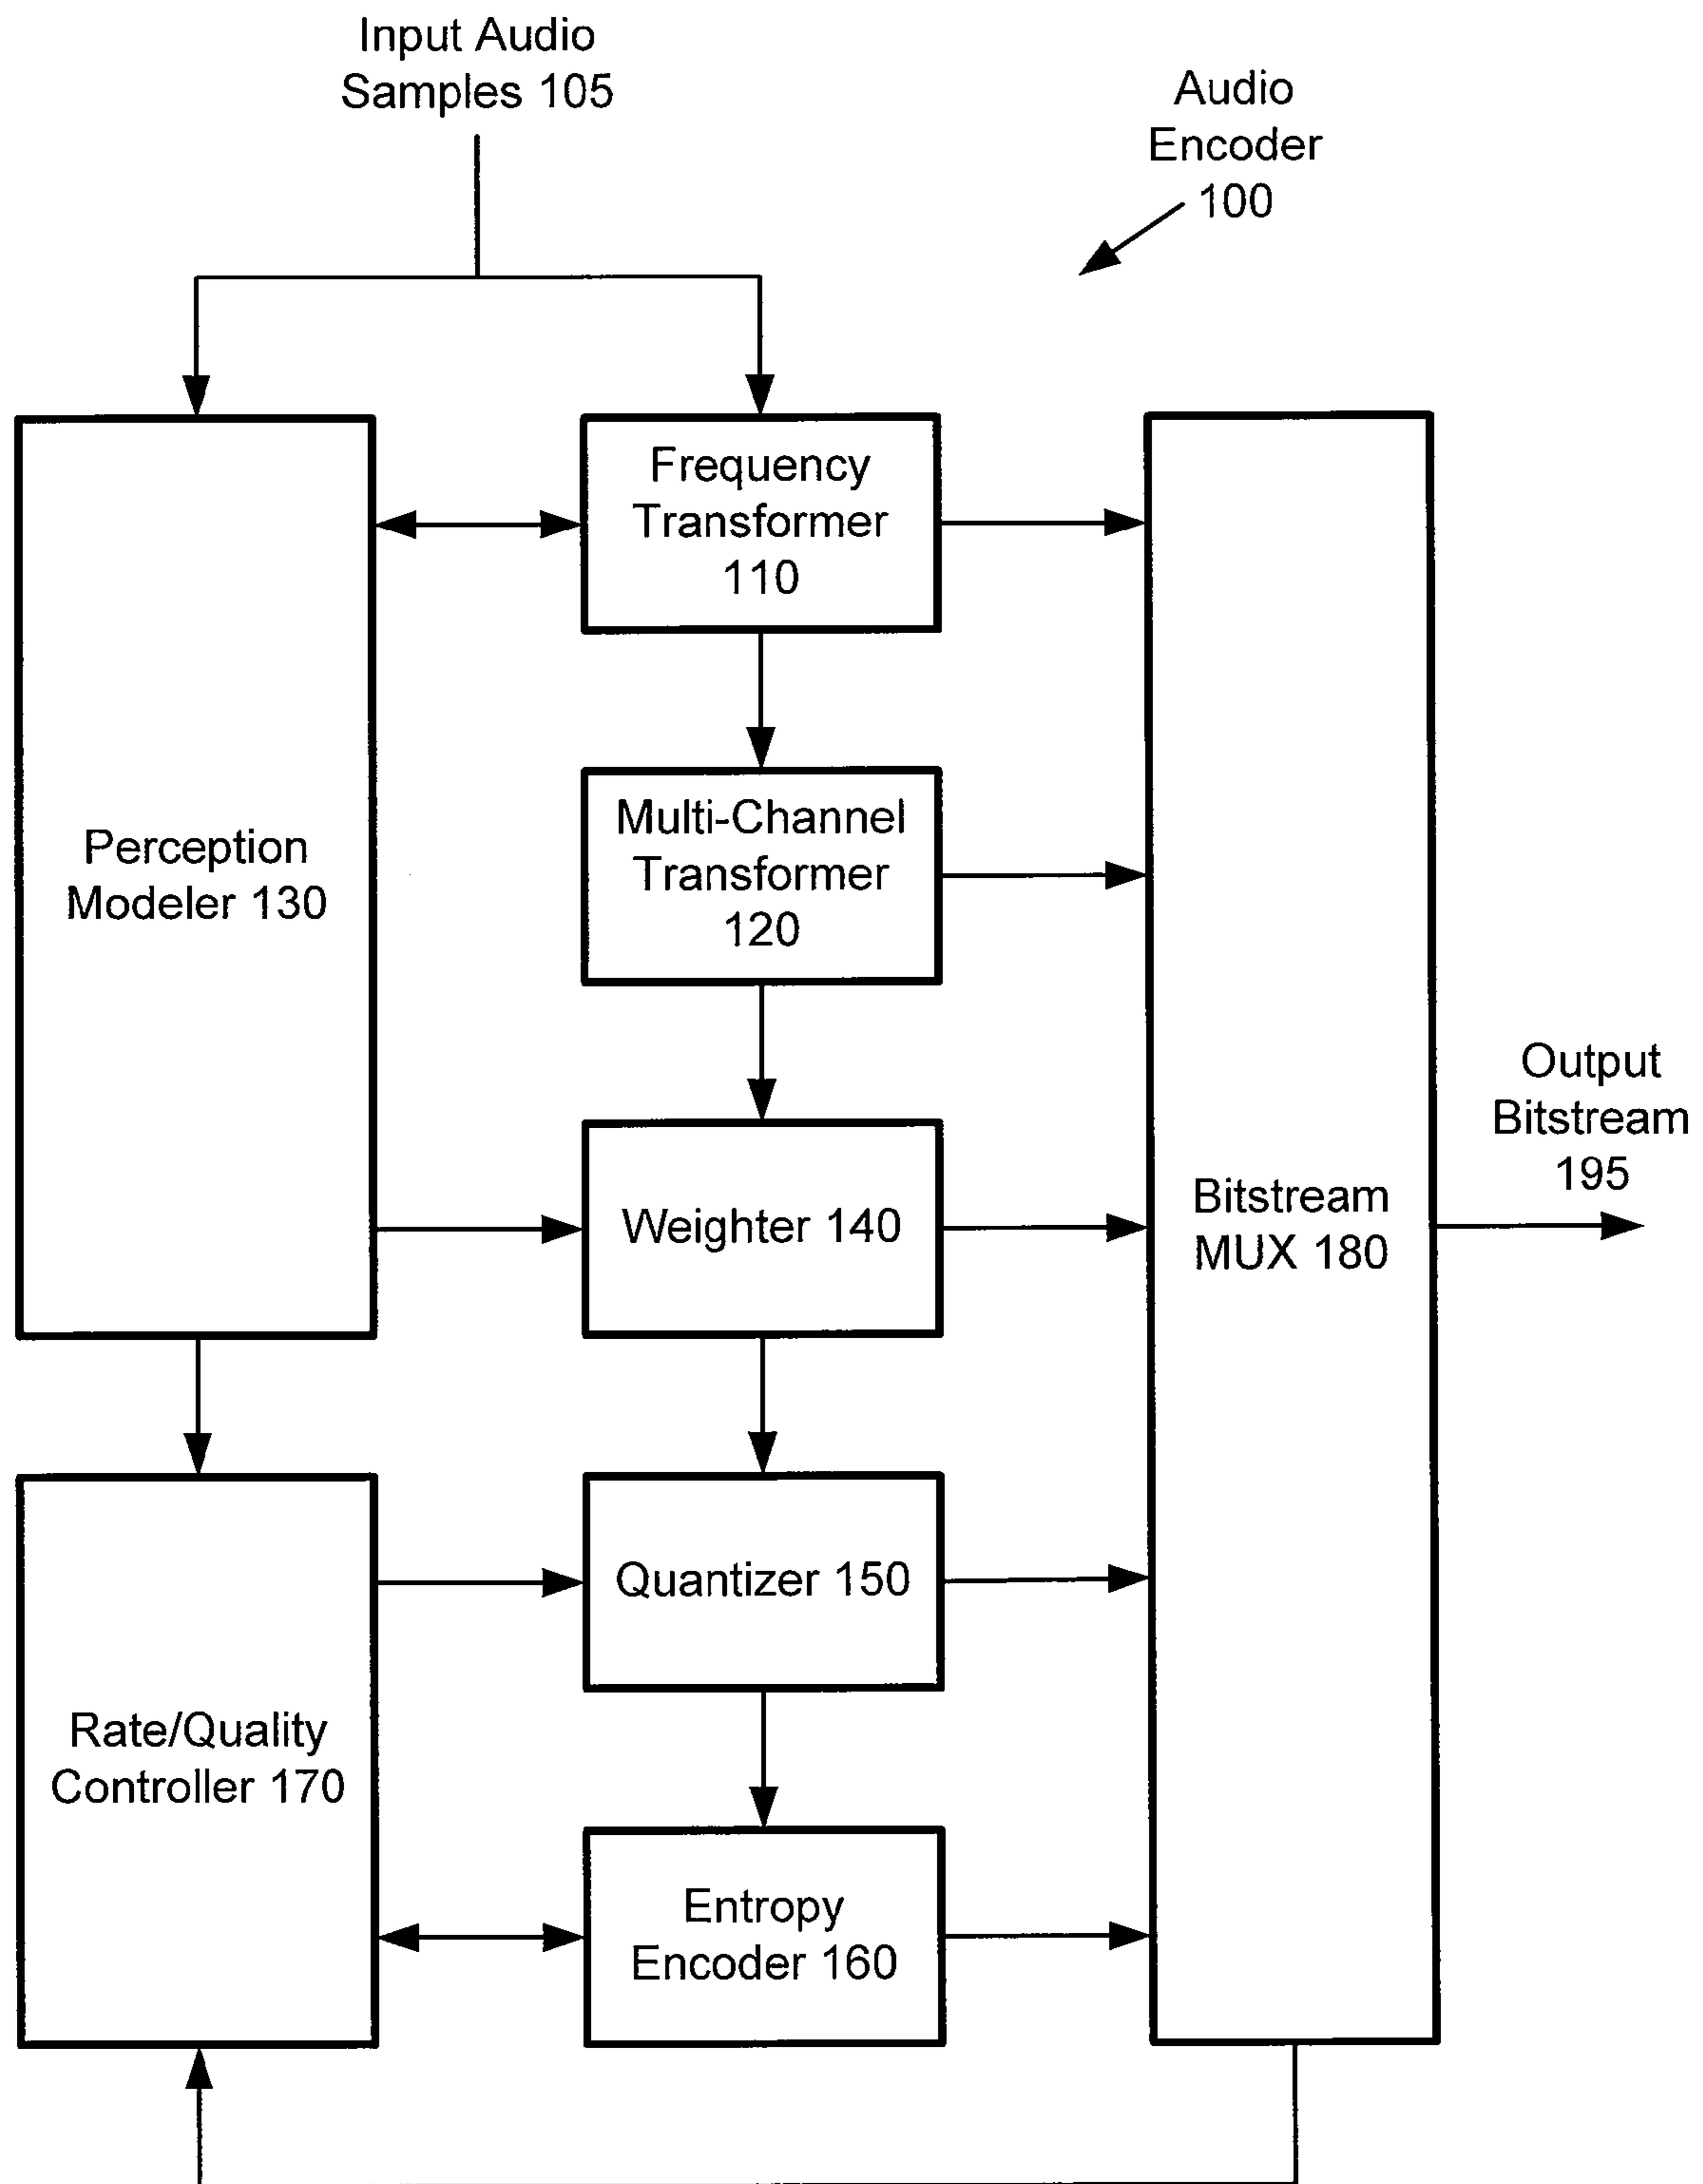 Input Audio
Samples 105
Audio
Encoder
100
Frequency
Transformer
110
Perception
Modeler 130
Multi-Channel
Transformer
120
Weighter 140
Bitstream
MUX 180
Output
Bitstream
195
Rate/Quality
Controller 170
Quantizer 150
Entropy
Encoder 160